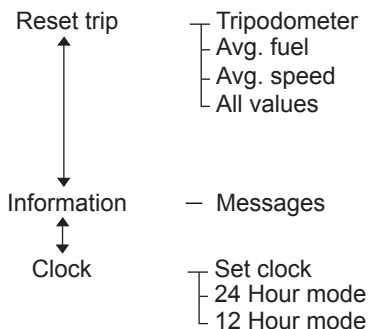 Reset trip Tripodometer
Avg. fuel
Avg. speed
All values
Information Messages
Clock Set clock
24 Hour mode
12 Hour mode